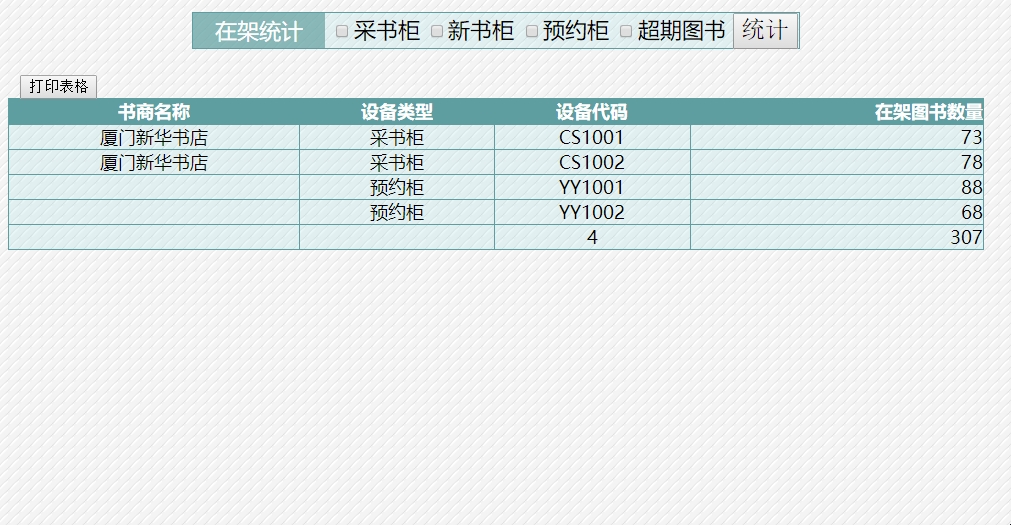 在架统计 采书柜 新书柜 预约柜 超期图书 统计
打印表格
书商名称 设备类型 设备代码 在架图书数量
厦门新华书店 采书柜 CS1001 73
厦门新华书店 采书柜 CS1002 78
预约柜 YY1001 88
预约柜 YY1002 68
4 307